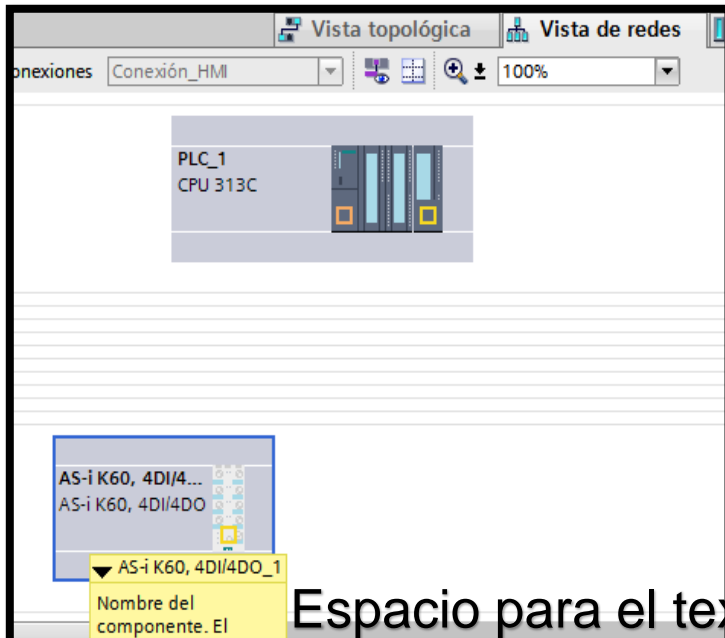 Vista topológica Vista de redes
onexiones Conexión_HMI 100%
PLC_1
CPU 313C
AS-i K60, 4DI/4...
AS-i K60, 4DI/4DO
AS-i K60, 4DI/4DO_1
Nombre del
componente. El
Espacio para el tex